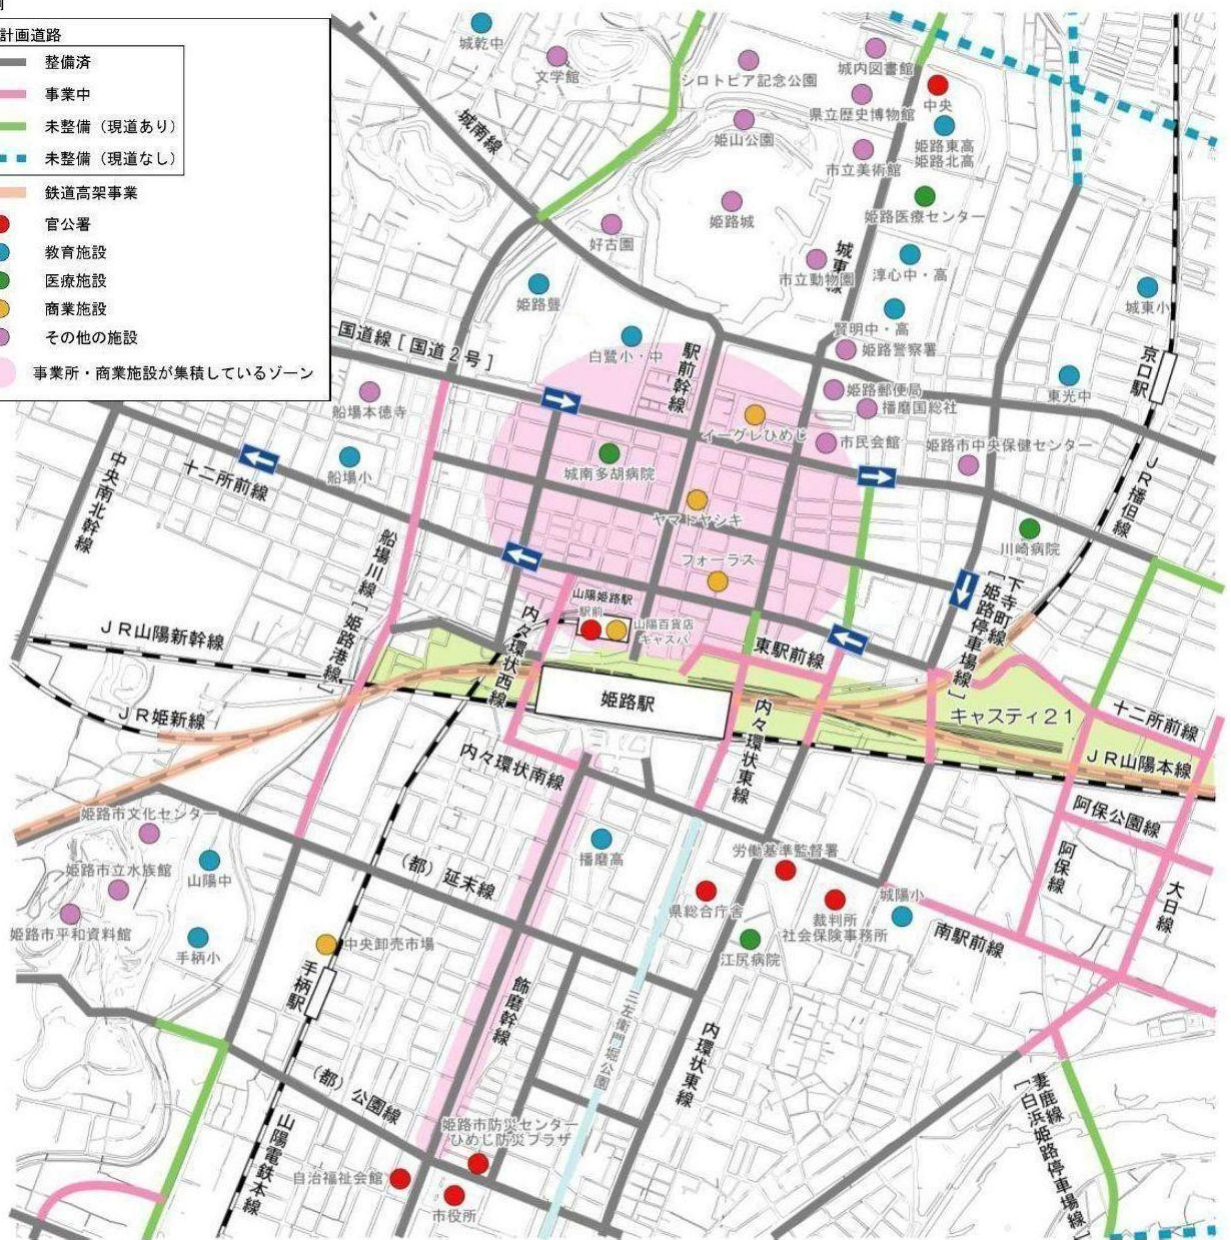 計画道路
整備済
事業中
未整備（現道あり）
未整備（現道なし）
鉄道高架事業
官公署
教育施設
医療施設
商業施設
その他の施設
事業所・商業施設が集積しているゾーン
城乾中
文学館
シロトピア記念公園
城内図書館
中央
県立歴史博物館
姫路東高
姫路北高
姫山公園
市立美術館
城南線
姫路城
姫路医療センター
好古園
城東線
市立動物園
淳心中・高
姫路聾
城東小
賢明中・高
国道線［国道2号］
白鷺小・中
駅前幹線
姫路警察署
京口駅
東光中
船場本徳寺
姫路郵便局
播磨国総社
イーグレひめじ
市民会館
姫路市中央保健センター
船場小
十二所前線
中央南北幹線
城南多胡病院
JR播但線
ヤマトヤシキ
川崎病院
船場川線［姫路港線］
フォーラス
下寺町線
［姫路停車場線］
山陽姫路駅
駅前
山陽百貨店
キャスパ
内々環状西線
東駅前線
JR山陽新幹線
姫路駅
JR姫新線
キャスティ21
十二所前線
内々環状東線
内々環状南線
JR山陽本線
阿保公園線
姫路市文化センター
播磨高
労働基準監督署
阿保線
姫路市立水族館
山陽中
（都）延末線
県総合庁舎
裁判所
社会保険事務所
城陽小
大日線
姫路市平和資料館
手柄小
中央卸売市場
江尻病院
南駅前線
手柄駅
飾磨幹線
三左衛門堀公園
内環状東線
（都）公園線
妻鹿線
［白浜姫路停車場線］
山陽電鉄本線
姫路市防災センター
ひめじ防災プラザ
自治福祉会館
市役所